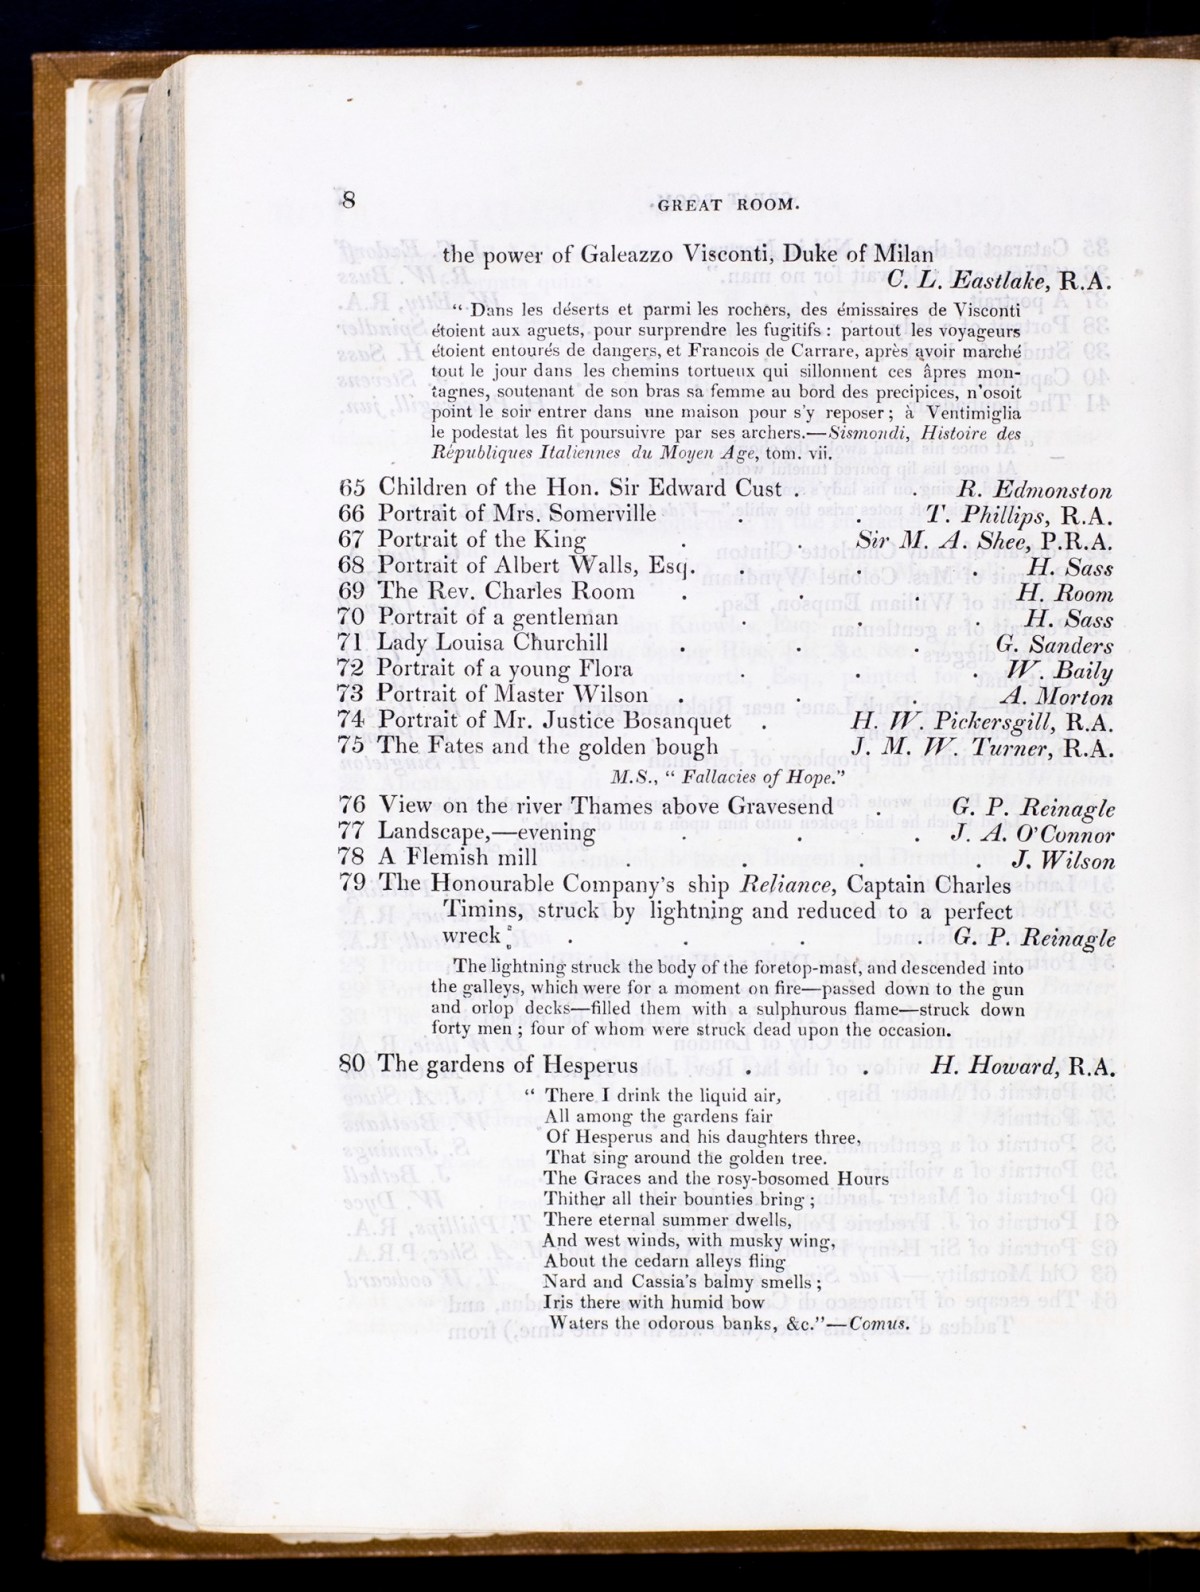 8
GREAT ROOM.
the power of Galeazzo Visconti, Duke of Milan
C. L. Eastlake, R.A.
“ Dans les déserts et parmi les rochers, des émissaires de Visconti
étoient aux aguets, pour surprendre les fugitifs : partout les voyageurs
étoient entourés de dangers, et Francois de Carrare, après avoir marché
tout le jour dans les chemins tortueux qui sillonnent ces âpres mon-
tagnes, soutenant de son bras sa femme au bord des precipices, n'osoit
point le soir entrer dans une maison pour s'y reposer ; à Ventimiglia
le podestat les fit poursuivre par ses archers.—Sismondi, Histoire des
Républiques Italiennes du Moyen Age, tom. vii.
65 Children of the Hon. Sir Edward Cust . . R. Edmonston
66 Portrait of Mrs. Somerville . . T. Phillips, R.A.
67 Portrait of the King . . Sir M. A. Shee, P.R.A.
68 Portrait of Albert Walls, Esq. . . . H. Sass
69 The Rev. Charles Room . . . H. Room
70 Portrait of a gentleman . . . H. Sass
71 Lady Louisa Churchill . . . G. Sanders
72 Portrait of a young Flora . . . W. Baily
73 Portrait of Master Wilson . . . A. Morton
74 Portrait of Mr. Justice Bosanquet . H. W. Pickersgill, R.A.
75 The Fates and the golden bough J. M. W. Turner, R.A.
M.S., “ Fallacies of Hope.”
76 View on the river Thames above Gravesend . G. P. Reinagle
77 Landscape,—evening . . . J. A. O'Connor
78 A Flemish mill . . . . J. Wilson
79 The Honourable Company's ship Reliance, Captain Charles
Timins, struck by lightning and reduced to a perfect
wreck . . . . G. P. Reinagle
The lightning struck the body of the foretop-mast, and descended into
the galleys, which were for a moment on fire—passed down to the gun
and orlop decks—filled them with a sulphurous flame—struck down
forty men ; four of whom were struck dead upon the occasion.
80 The gardens of Hesperus . . H. Howard, R.A.
“ There I drink the liquid air,
All among the gardens fair
Of Hesperus and his daughters three,
That sing around the golden tree.
The Graces and the rosy-bosomed Hours
Thither all their bounties bring ;
There eternal summer dwells,
And west winds, with musky wing,
About the cedarn alleys fling
Nard and Cassia's balmy smells ;
Iris there with humid bow
Waters the odorous banks, &c.”—Comus.